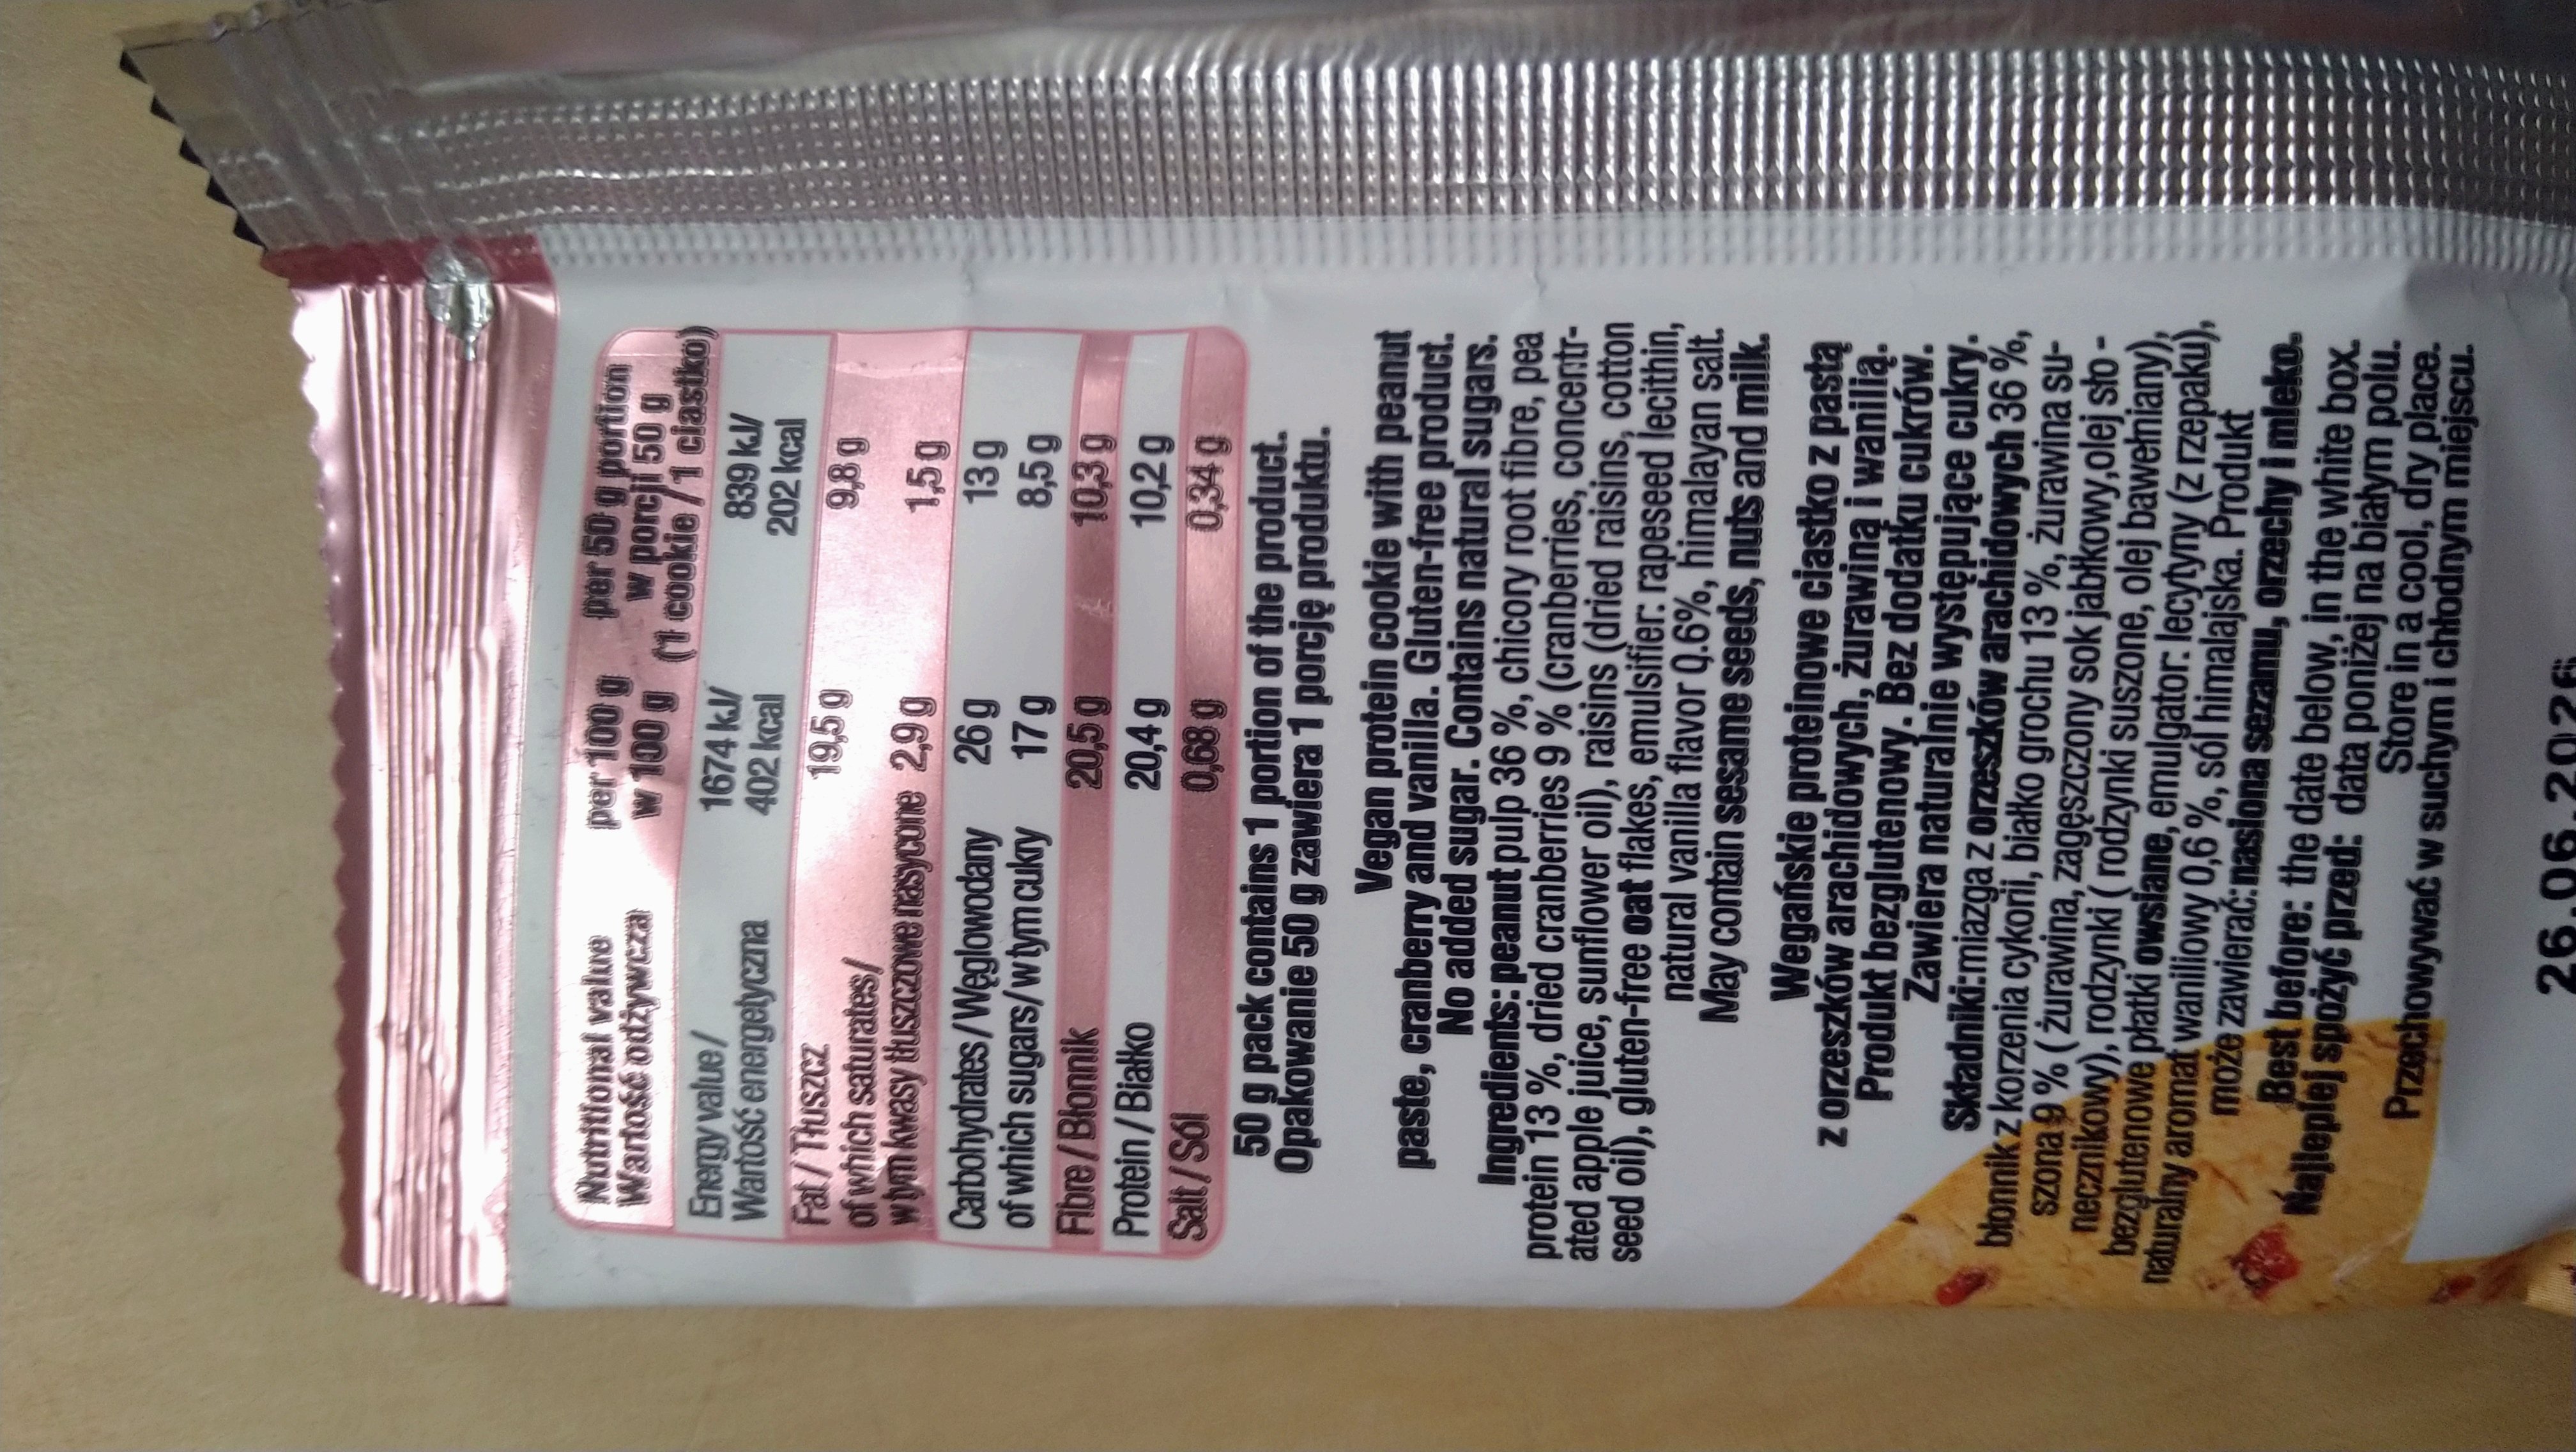 Nutritional value per 100 g per 50 g portion
Wartość odżywcza w 100 g w porcji 50 g
(1 cookie / 1 ciastko)
Energy value / 1674 kJ/ 839 kJ/
Wartość energetyczna 402 kcal 202 kcal
Fat / Tłuszcz 19,5 g 9,8 g
of which saturates/
w tym kwasy tłuszczowe nasycone 2,9 g 1,5 g
Carbohydrates / Węglowodany 26 g 13 g
of which sugars/ w tym cukry 17 g 8,5 g
Fibre / Błonnik 20,5 g 10,3 g
Protein / Białko 20,4 g 10,2 g
Salt / Sól 0,68 g 0,34 g
50 g pack contains 1 portion of the product.
Opakowanie 50 g zawiera 1 porcję produktu.
Vegan protein cookie with peanut
paste, cranberry and vanilla. Gluten-free product.
No added sugar. Contains natural sugars.
Ingredients: peanut pulp 36 %, chicory root fibre, pea
protein 13 %, dried cranberries 9 % (cranberries, concentr-
ated apple juice, sunflower oil), raisins (dried raisins, cotton
seed oil), gluten-free oat flakes, emulsifier: rapeseed lecithin,
natural vanilla flavor 0.6%, himalayan salt.
May contain sesame seeds, nuts and milk.
Wegańskie proteinowe ciastko z pastą
z orzeszków arachidowych, żurawiną i wanilią.
Produkt bezglutenowy. Bez dodatku cukrów.
Zawiera naturalnie występujące cukry.
Składniki: miazga z orzeszków arachidowych 36 %,
błonnik z korzenia cykorii, białko grochu 13 %, żurawina su-
szona 9 % ( żurawina, zagęszczony sok jabłkowy,olej sło -
necznikowy), rodzynki ( rodzynki suszone, olej bawełniany),
bezglutenowe płatki owsiane, emulgator: lecytyny (z rzepaku),
naturalny aromat waniliowy 0,6 %, sól himalajska. Produkt
może zawierać: nasiona sezamu, orzechy i mleko.
Best before: the date below, in the white box.
Najlepiej spożyć przed: data poniżej na białym polu.
Store in a cool, dry place.
Przechowywać w suchym i chłodnym miejscu.
26.06.2026